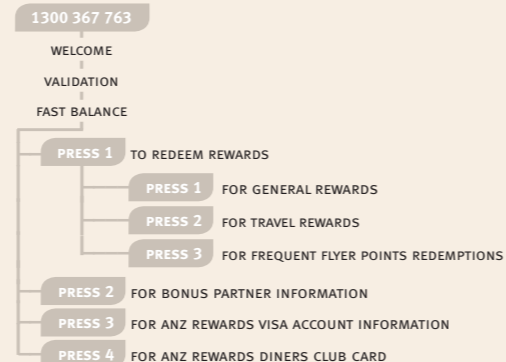 1300 367 763
WELCOME
VALIDATION
FAST BALANCE
PRESS 1 TO REDEEM REWARDS
PRESS 1 FOR GENERAL REWARDS
PRESS 2 FOR TRAVEL REWARDS
PRESS 3 FOR FREQUENT FLYER POINTS REDEMPTIONS
PRESS 2 FOR BONUS PARTNER INFORMATION
PRESS 3 FOR ANZ REWARDS VISA ACCOUNT INFORMATION
PRESS 4 FOR ANZ REWARDS DINERS CLUB CARD